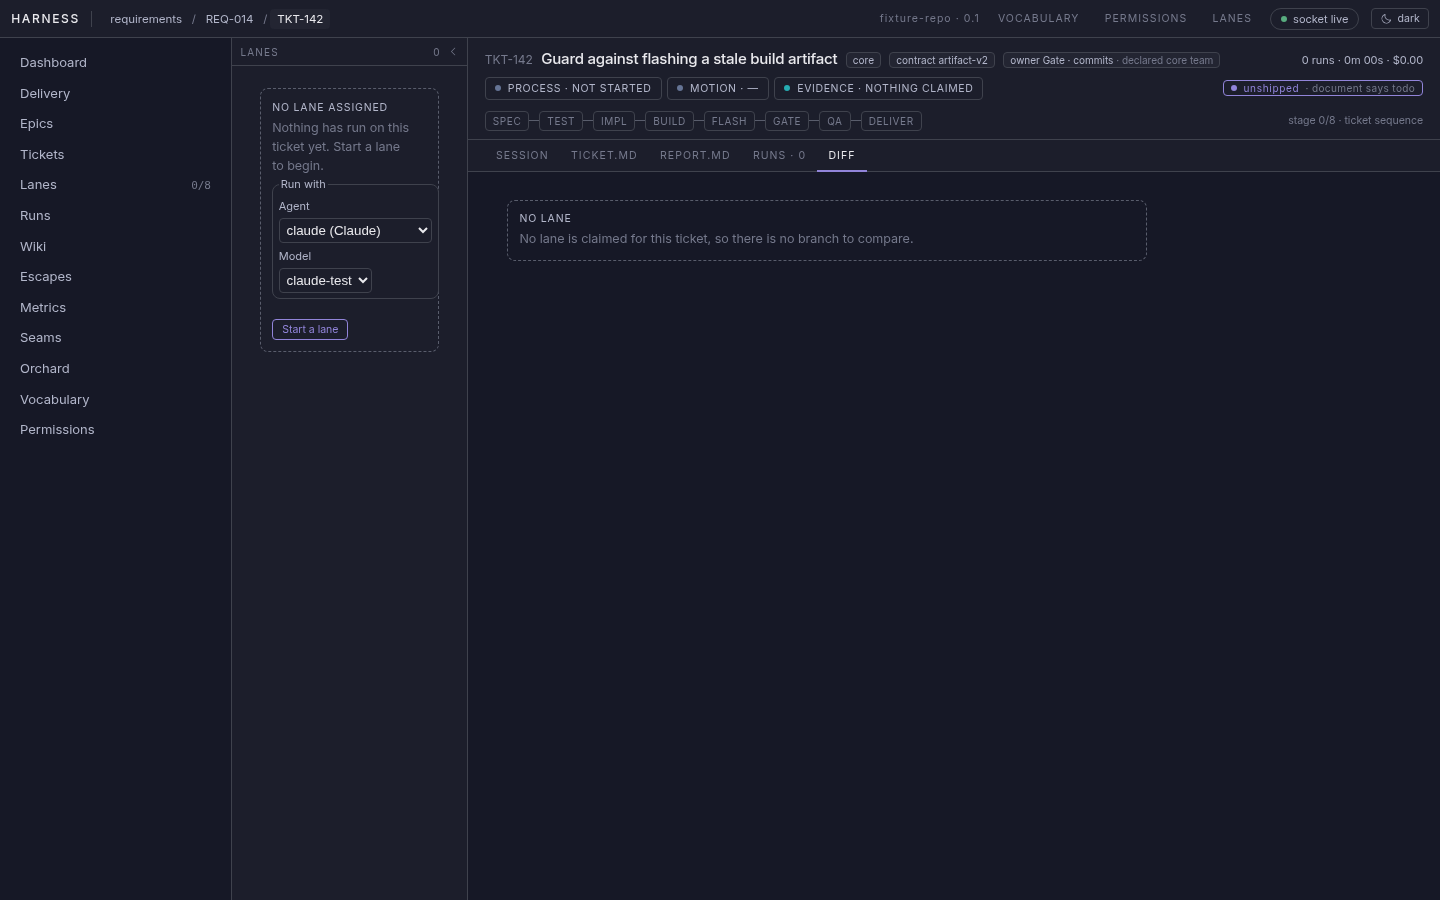 HARNESS
requirements / REQ-014 / TKT-142
fixture-repo · 0.1 VOCABULARY PERMISSIONS LANES socket live dark
Dashboard
Delivery
Epics
Tickets
Lanes 0/8
Runs
Wiki
Escapes
Metrics
Seams
Orchard
Vocabulary
Permissions
LANES 0
NO LANE ASSIGNED
Nothing has run on this
ticket yet. Start a lane
to begin.
Run with
Agent
claude (Claude)
Model
claude-test
Start a lane
TKT-142 Guard against flashing a stale build artifact core contract artifact-v2 owner Gate · commits · declared core team 0 runs · 0m 00s · $0.00
PROCESS · NOT STARTED MOTION · — EVIDENCE · NOTHING CLAIMED unshipped · document says todo
SPEC TEST IMPL BUILD FLASH GATE QA DELIVER stage 0/8 · ticket sequence
SESSION TICKET.MD REPORT.MD RUNS · 0 DIFF
NO LANE
No lane is claimed for this ticket, so there is no branch to compare.